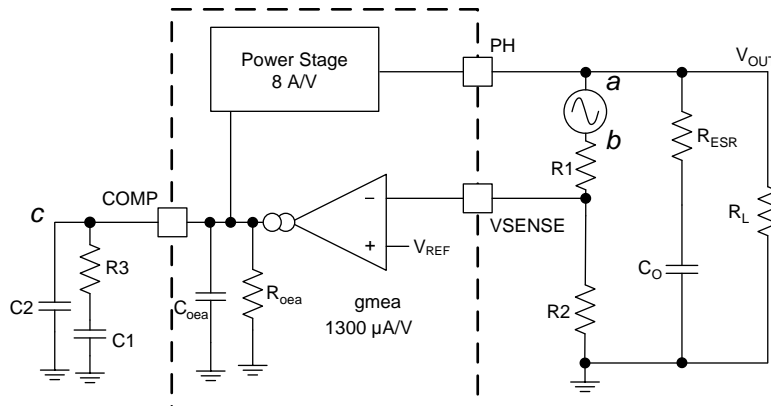 PH
Power Stage
8 A/V
VOUT
a
b
RESR
R1
COMP
c
VSENSE
RL
VREF
R3
CO
Coea
Roea
gmea
1300 µA/V
R2
C2
C1
−
+